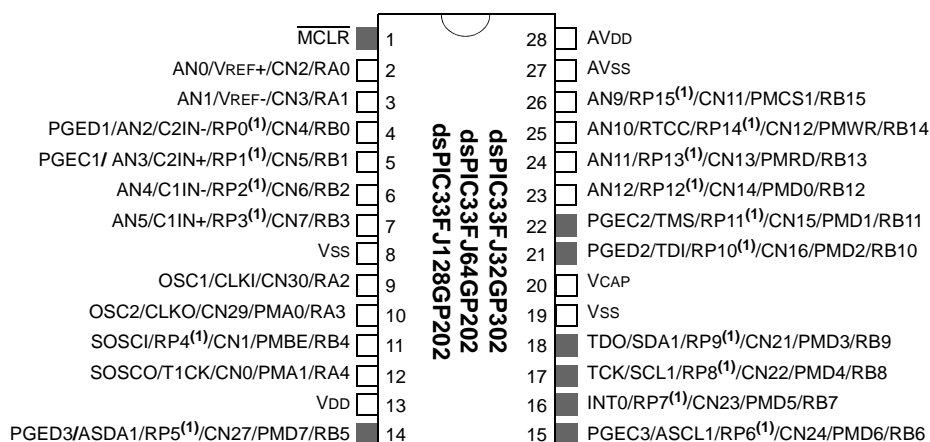 MCLR 1 28 AVDD
AN0/VREF+/CN2/RA0 2 27 AVSS
AN1/VREF-/CN3/RA1 3 26 AN9/RP15(1)/CN11/PMCS1/RB15
PGED1/AN2/C2IN-/RP0(1)/CN4/RB0 4 25 AN10/RTCC/RP14(1)/CN12/PMWR/RB14
PGEC1/ AN3/C2IN+/RP1(1)/CN5/RB1 5 24 AN11/RP13(1)/CN13/PMRD/RB13
AN4/C1IN-/RP2(1)/CN6/RB2 6 23 AN12/RP12(1)/CN14/PMD0/RB12
AN5/C1IN+/RP3(1)/CN7/RB3 7 22 PGEC2/TMS/RP11(1)/CN15/PMD1/RB11
VSS 8 21 PGED2/TDI/RP10(1)/CN16/PMD2/RB10
OSC1/CLKI/CN30/RA2 9 20 VCAP
OSC2/CLKO/CN29/PMA0/RA3 10 19 VSS
SOSCI/RP4(1)/CN1/PMBE/RB4 11 18 TDO/SDA1/RP9(1)/CN21/PMD3/RB9
SOSCO/T1CK/CN0/PMA1/RA4 12 17 TCK/SCL1/RP8(1)/CN22/PMD4/RB8
VDD 13 16 INT0/RP7(1)/CN23/PMD5/RB7
PGED3/ASDA1/RP5(1)/CN27/PMD7/RB5 14 15 PGEC3/ASCL1/RP6(1)/CN24/PMD6/RB6
dsPIC33FJ32GP302
dsPIC33FJ64GP202
dsPIC33FJ128GP202